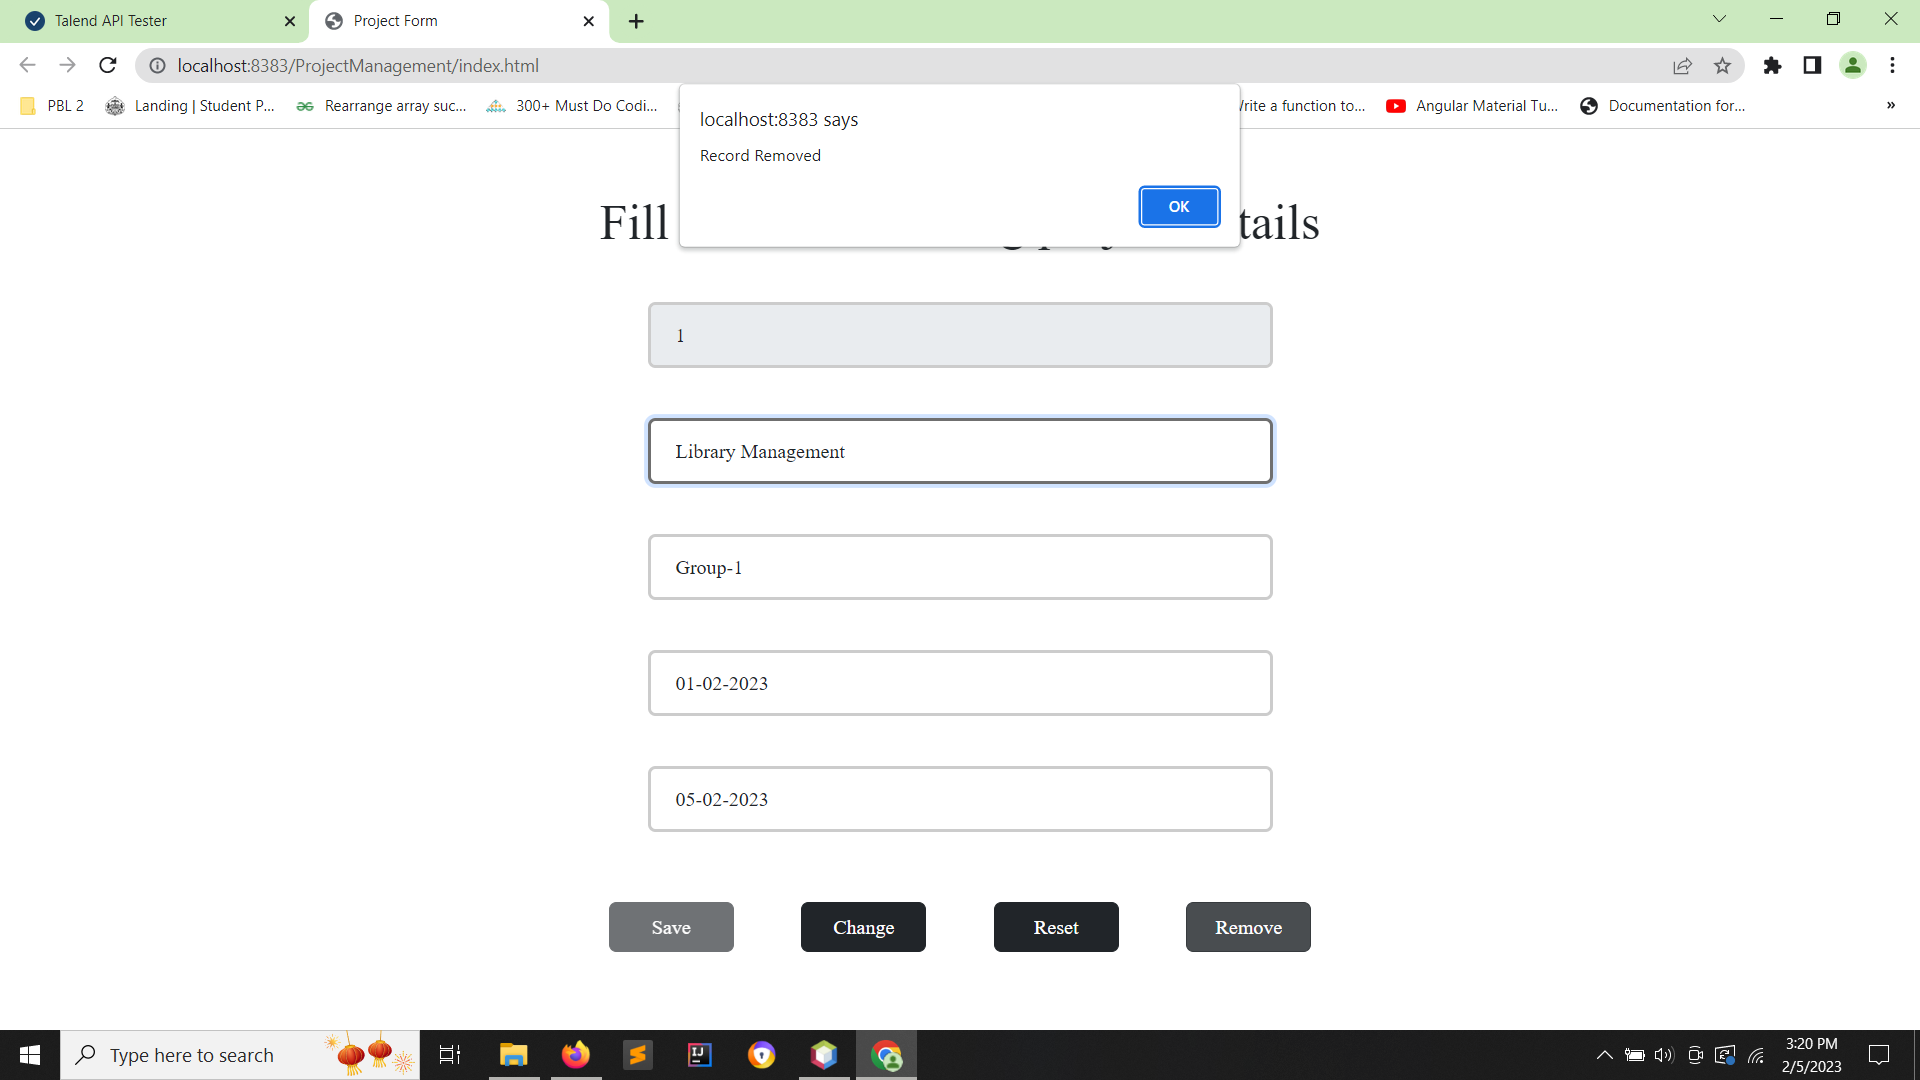 Talend API Tester
Project Form
localhost:8383/ProjectManagement/index.html
PBL 2
Landing | Student P...
Rearrange array suc...
300+ Must Do Codi...
rite a function to...
Angular Material Tu...
Documentation for...
»
localhost:8383 says
Record Removed
OK
Fill tails
1
Library Management
Group-1
01-02-2023
05-02-2023
Save
Change
Reset
Remove
Type here to search
3:20 PM
2/5/2023